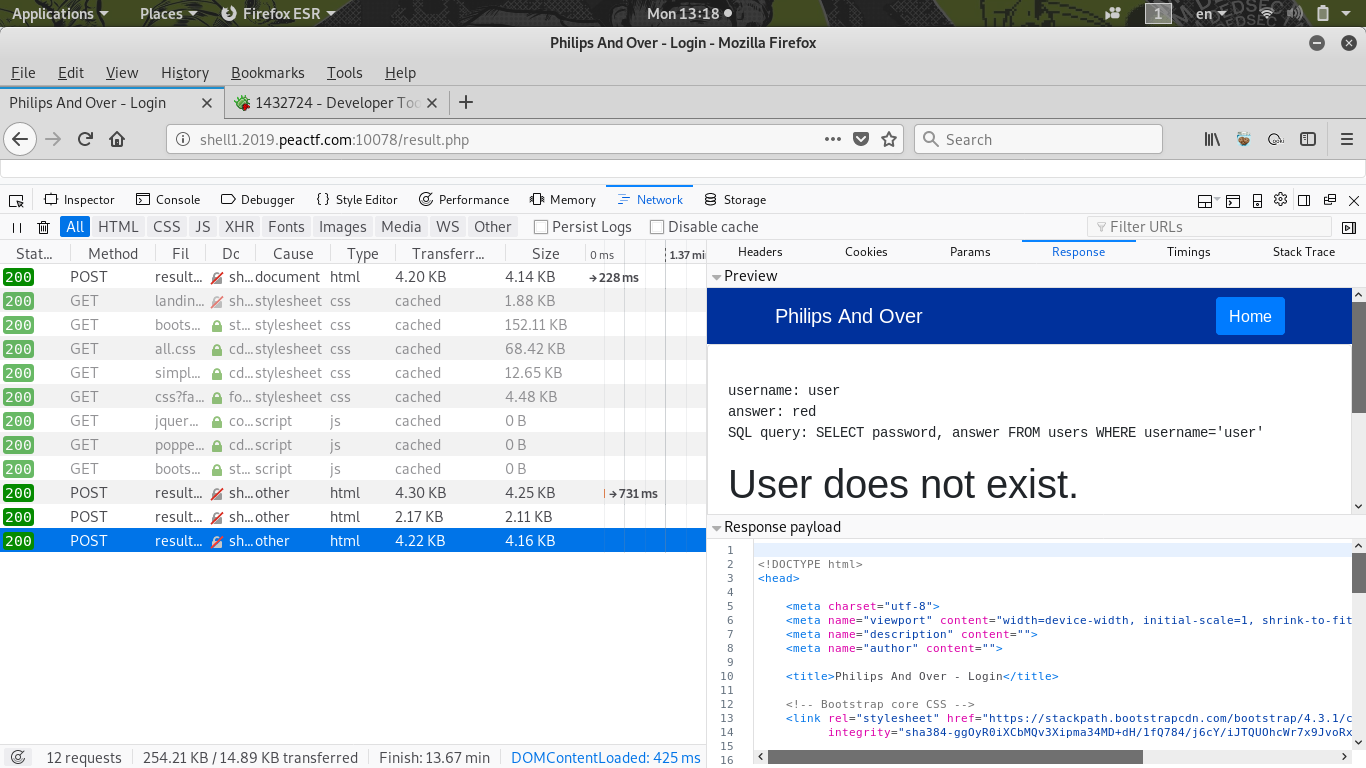 Applications Places Firefox ESR Mon 13:18 1 en
Philips And Over - Login - Mozilla Firefox
File Edit View History Bookmarks Tools Help
Philips And Over - Login 1432724 - Developer Too
shell1.2019.peactf.com:10078/result.php Search
Inspector Console Debugger Style Editor Performance Memory Network Storage
All HTML CSS JS XHR Fonts Images Media WS Other Persist Logs Disable cache Filter URLs
Stat… Method Fil Dc Cause Type Transferr… Size 0 ms 1.37 min
200 POST result… sh… document html 4.20 KB 4.14 KB → 228 ms
200 GET landin… sh… stylesheet css cached 1.88 KB
200 GET boots… st… stylesheet css cached 152.11 KB
200 GET all.css cd… stylesheet css cached 68.42 KB
200 GET simpl… cd… stylesheet css cached 12.65 KB
200 GET css?fa… fo… stylesheet css cached 4.48 KB
200 GET jquer… co… script js cached 0 B
200 GET poppe… cd… script js cached 0 B
200 GET boots… st… script js cached 0 B
200 POST result… sh… other html 4.30 KB 4.25 KB → 731 ms
200 POST result… sh… other html 2.17 KB 2.11 KB
200 POST result… sh… other html 4.22 KB 4.16 KB
12 requests 254.21 KB / 14.89 KB transferred Finish: 13.67 min DOMContentLoaded: 425 ms
Headers Cookies Params Response Timings Stack Trace
Preview
Philips And Over Home
username: user
answer: red
SQL query: SELECT password, answer FROM users WHERE username='user'
User does not exist.
Response payload
1
2 <!DOCTYPE html>
3 <head>
4
5 <meta charset="utf-8">
6 <meta name="viewport" content="width=device-width, initial-scale=1, shrink-to-fit
7 <meta name="description" content="">
8 <meta name="author" content="">
9
10 <title>Philips And Over - Login</title>
11
12 <!-- Bootstrap core CSS -->
13 <link rel="stylesheet" href="https://stackpath.bootstrapcdn.com/bootstrap/4.3.1/c
14 integrity="sha384-ggOyR0iXCbMQv3Xipma34MD+dH/1fQ784/j6cY/iJTQUOhcWr7x9JvoRx
15
16